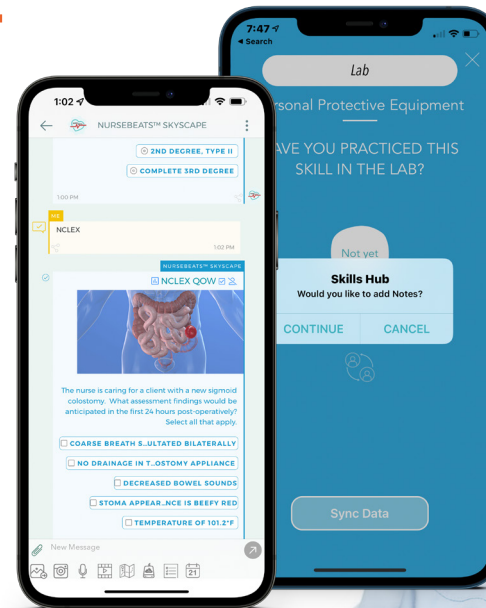 7:47
Search
Lab
rsonal Protective Equipment
AVE YOU PRACTICED THIS
SKILL IN THE LAB?
Not yet
Skills Hub
Would you like to add Notes?
CONTINUE
CANCEL
Sync Data
1:02
NURSEBEATS™ SKYSCAPE
2ND DEGREE, TYPE II
COMPLETE 3RD DEGREE
1:00 PM
ME
NCLEX
1:02 PM
NURSEBEATS™ SKYSCAPE
NCLEX QOW
The nurse is caring for a client with a new sigmoid
colostomy. What assessment findings would be
anticipated in the first 24 hours post-operatively?
Select all that apply.
COARSE BREATH S..ULTATED BILATERALLY
NO DRAINAGE IN T..OSTOMY APPLIANCE
DECREASED BOWEL SOUNDS
STOMA APPEAR..NCE IS BEEFY RED
TEMPERATURE OF 101.2°F
New Message
21